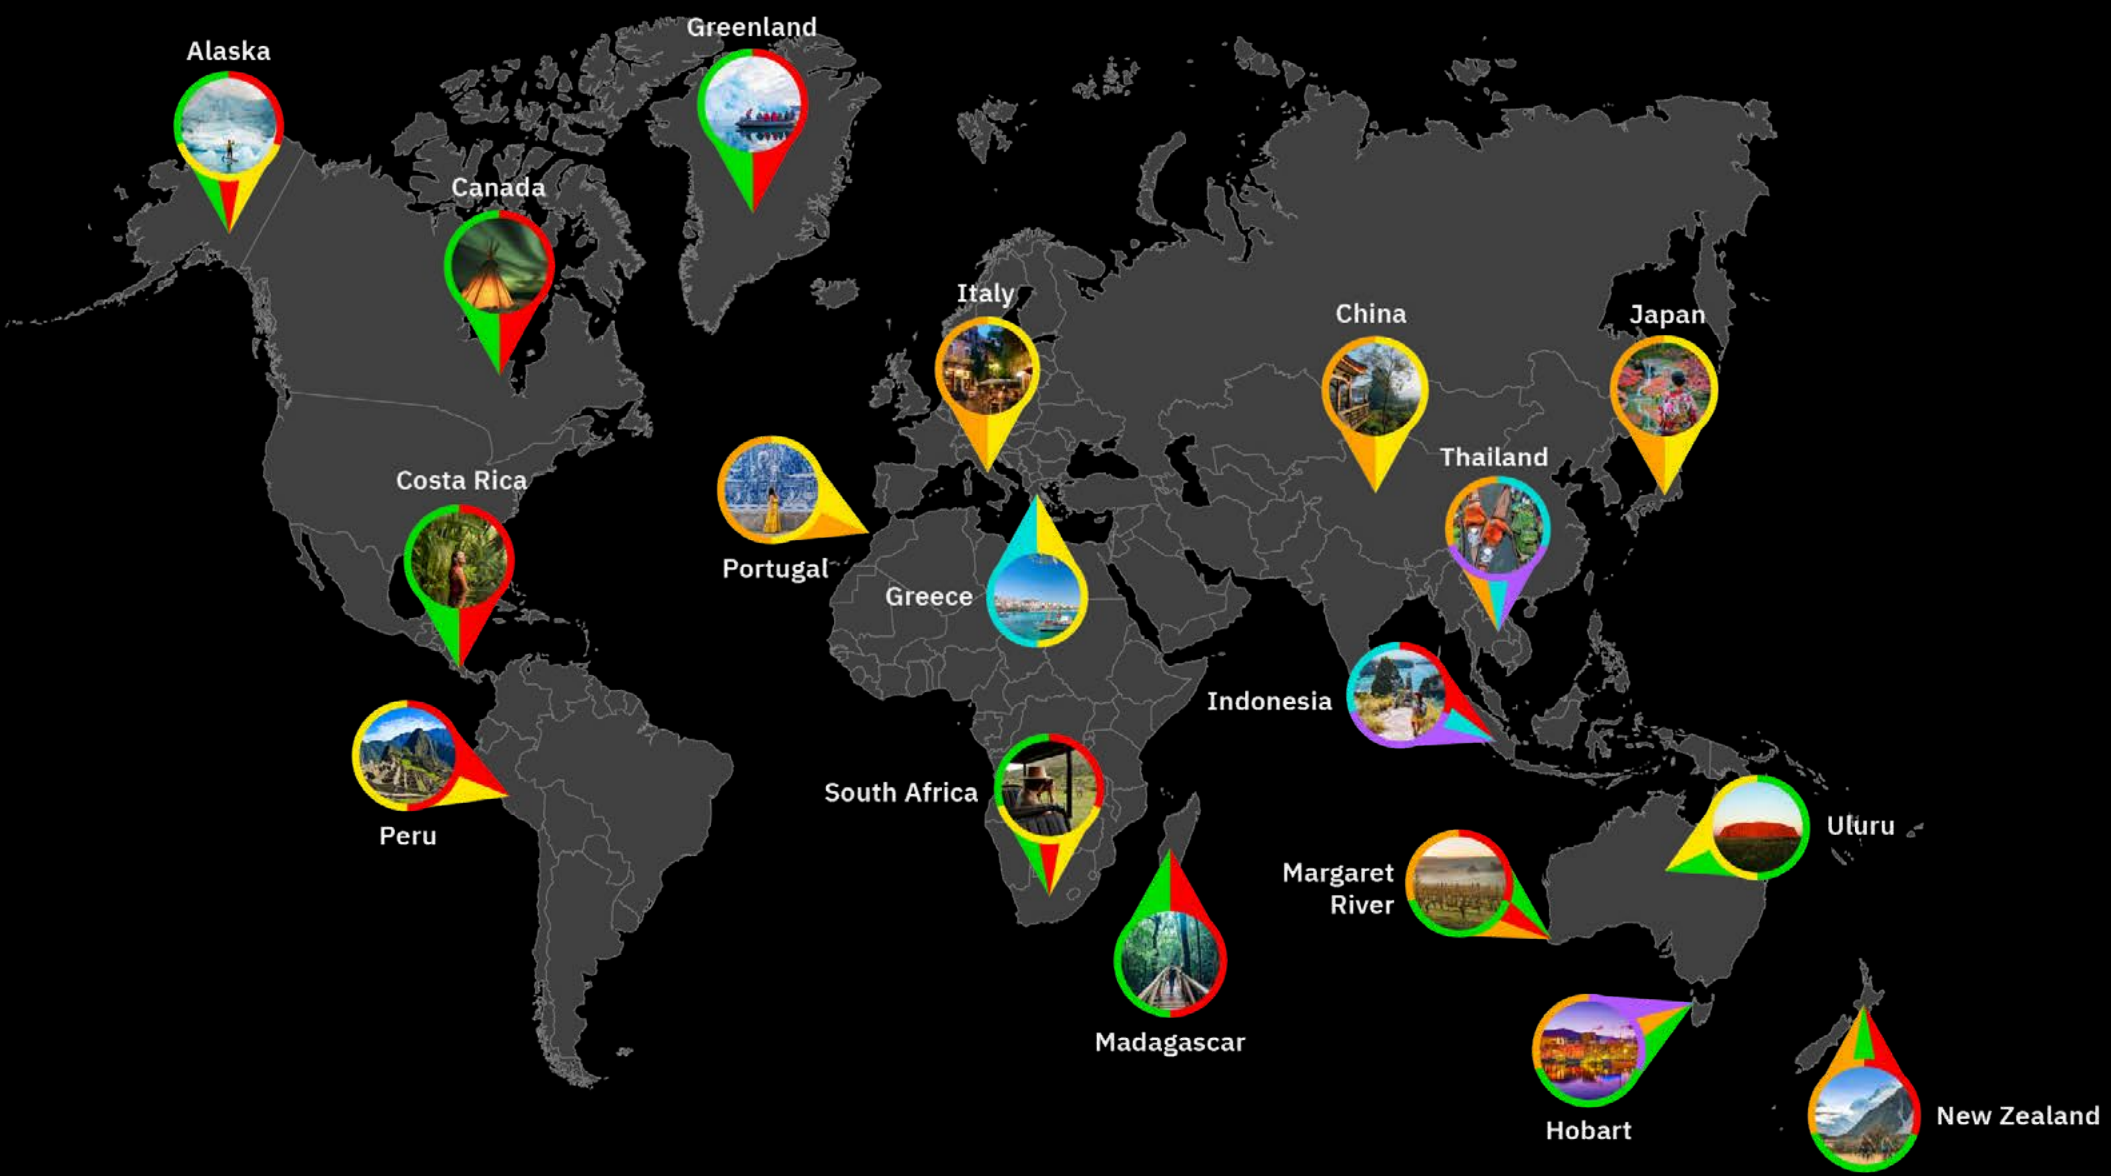 Greenland
Alaska
Canada
Italy
China
Japan
Thailand
Costa Rica
Portugal
Greece
Indonesia
South Africa
Peru
Uluru
Margaret
River
Madagascar
Hobart
New Zealand